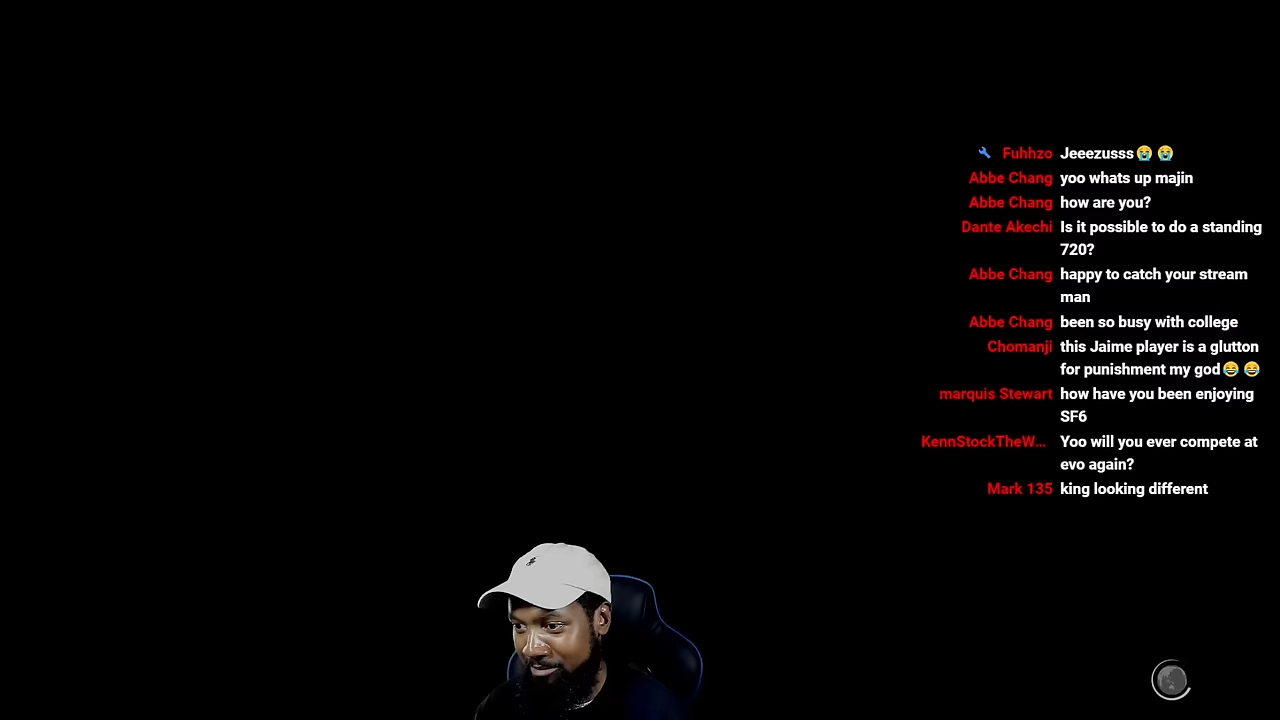 Fuhhzo Jeeezusss😭😭
Abbe Chang yoo whats up majin
Abbe Chang how are you?
Dante Akechi Is it possible to do a standing
720?
Abbe Chang happy to catch your stream
man
Abbe Chang been so busy with college
Chomanji this Jaime player is a glutton
for punishment my god😂😂
marquis Stewart how have you been enjoying
SF6
KennStockTheW... Yoo will you ever compete at
evo again?
Mark 135 king looking different